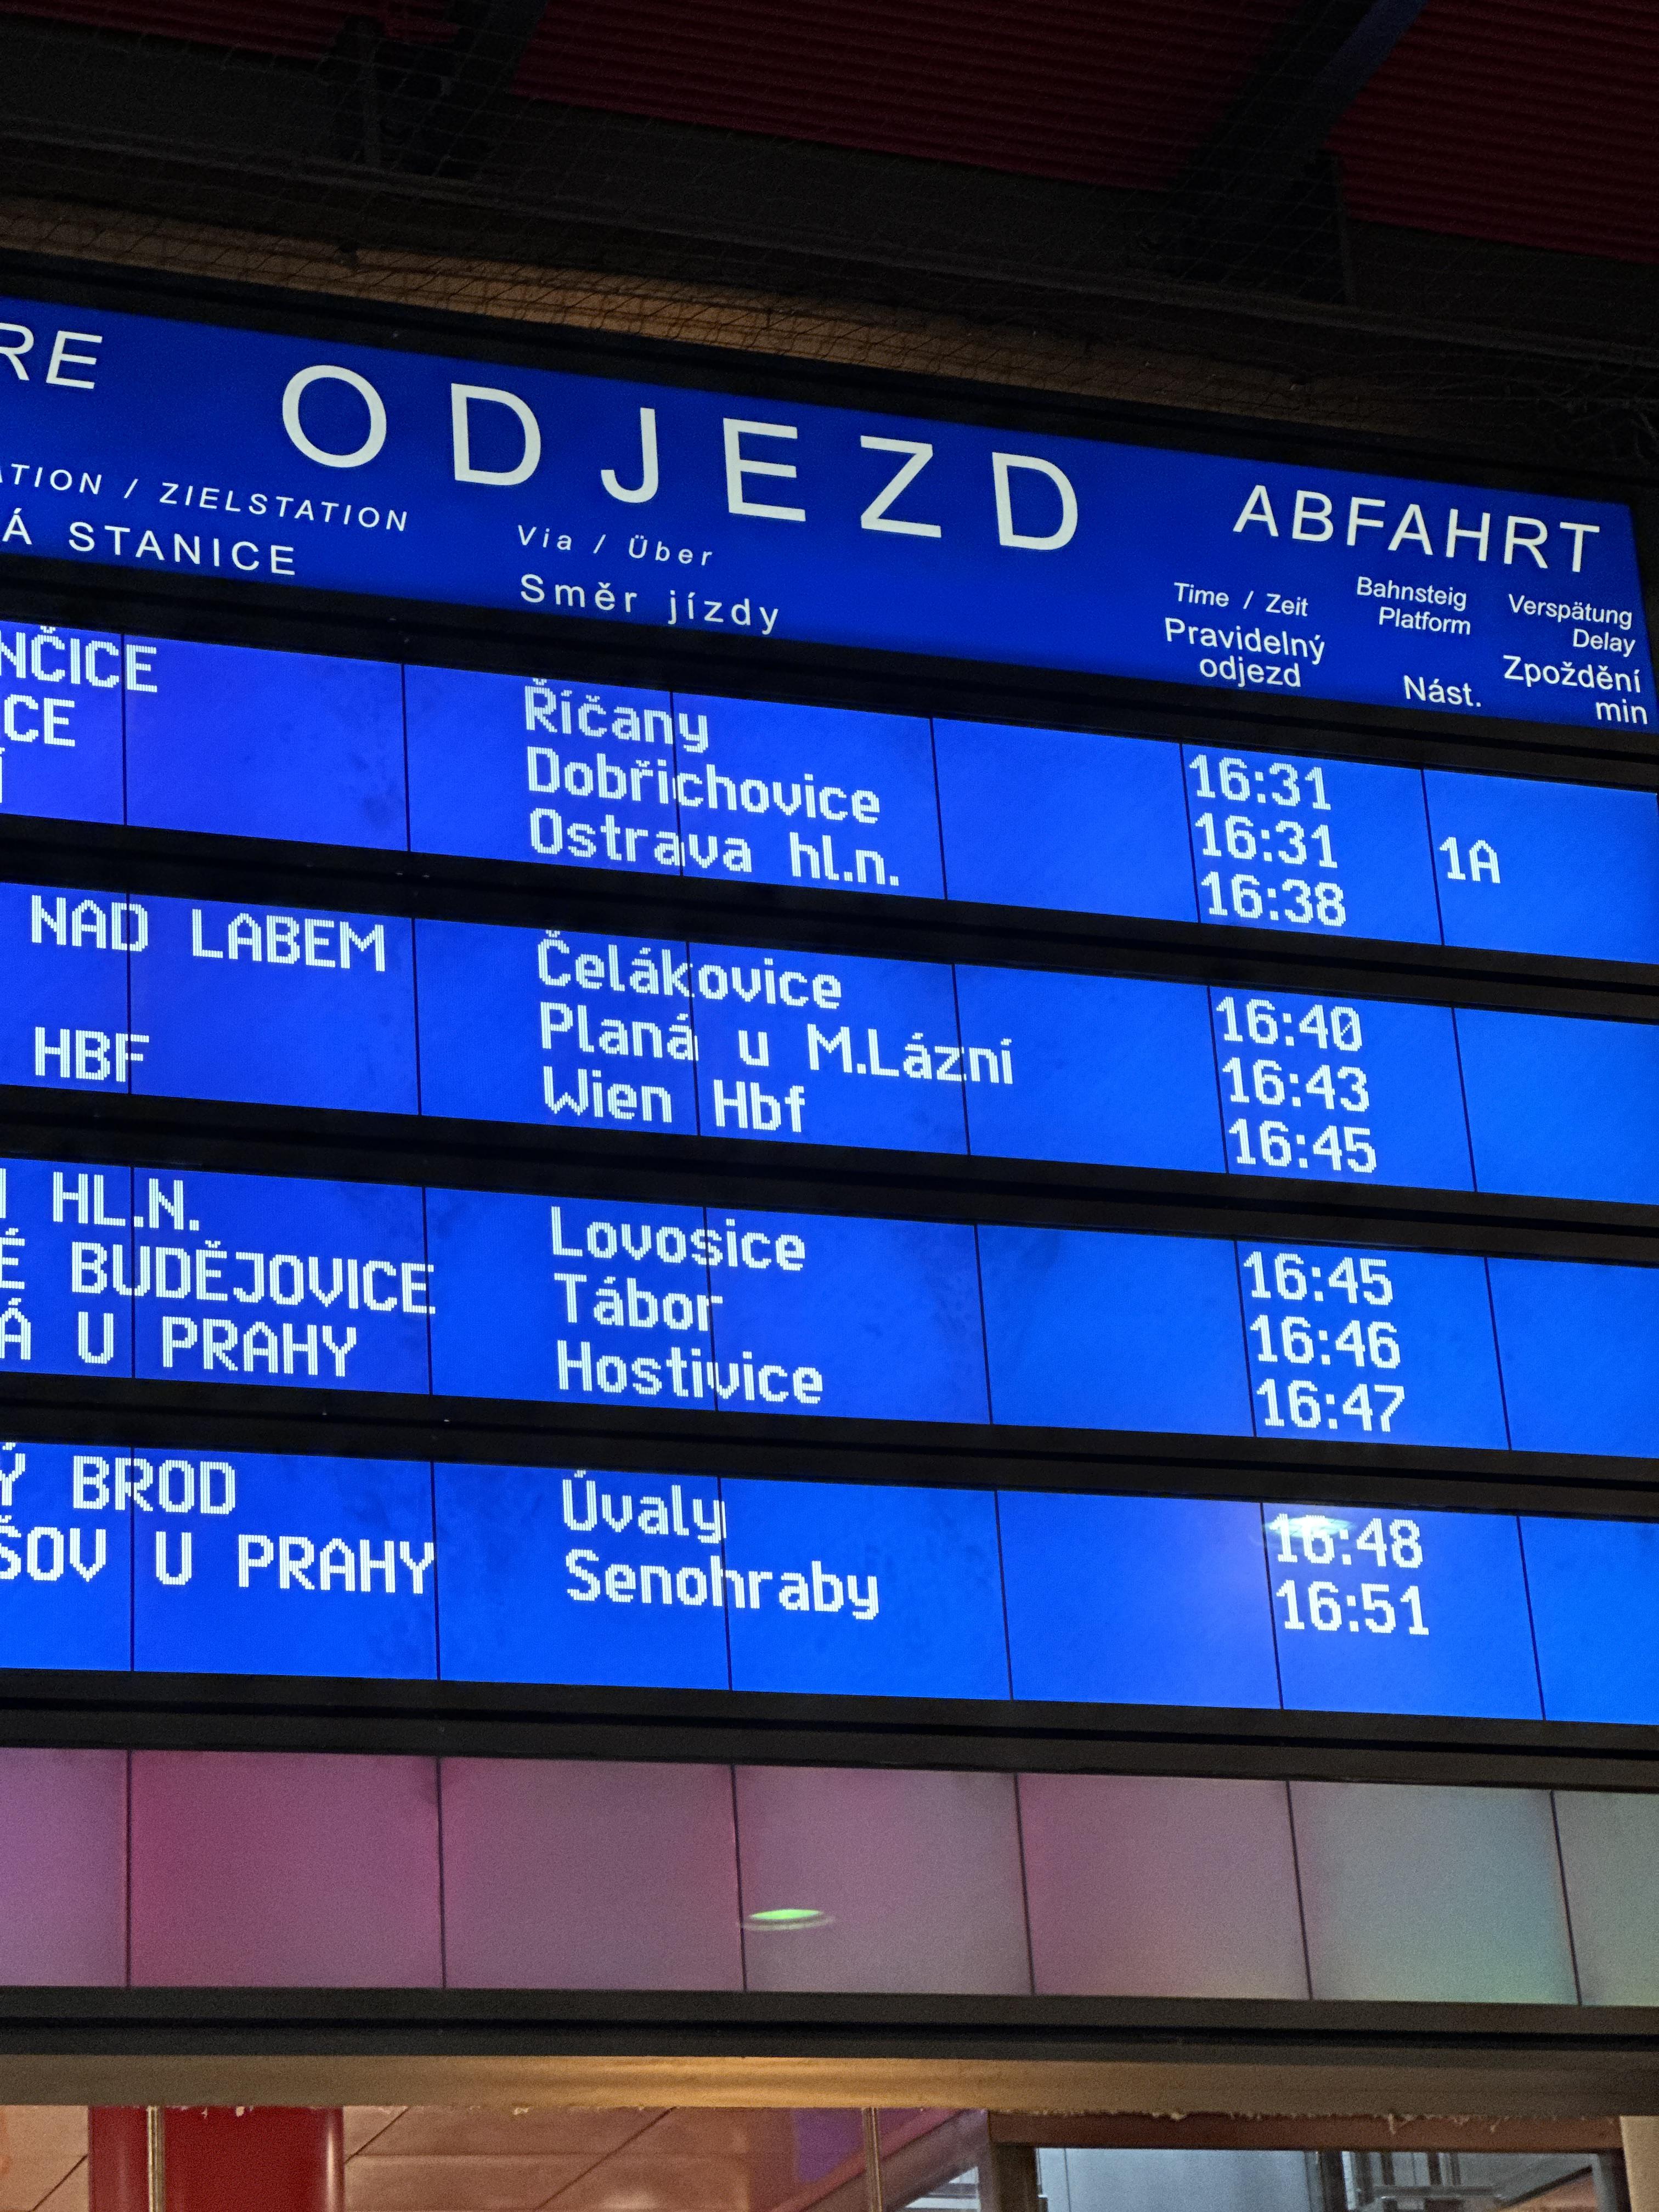 RE ODJEZD ABFAHRT
ATION / ZIELSTATION Via / Über Time / Zeit Bahnsteig Verspätung
Platform Delay
Á STANICE Směr jízdy Pravidelný odjezd Nást. Zpoždění min
NČICE Říčany 16:31
CE Dobřichovice 16:31 1A
Í Ostrava hl.n. 16:38
NAD LABEM Čelákovice 16:40
Planá u M.Lázní 16:43
HBF Wien Hbf 16:45
HL.N. Lovosice 16:45
É BUDĚJOVICE Tábor 16:46
Á U PRAHY Hostivice 16:47
Ý BROD Úvaly 16:48
ŠOV U PRAHY Senohraby 16:51